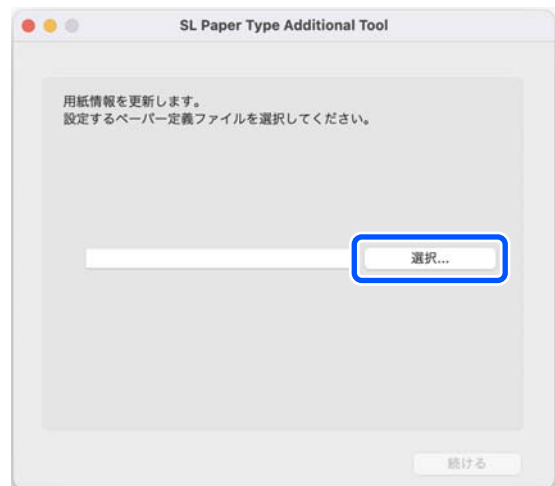 SL Paper Type Additional Tool
用紙情報を更新します。
設定するペーパー定義ファイルを選択してください。
選択...
続ける